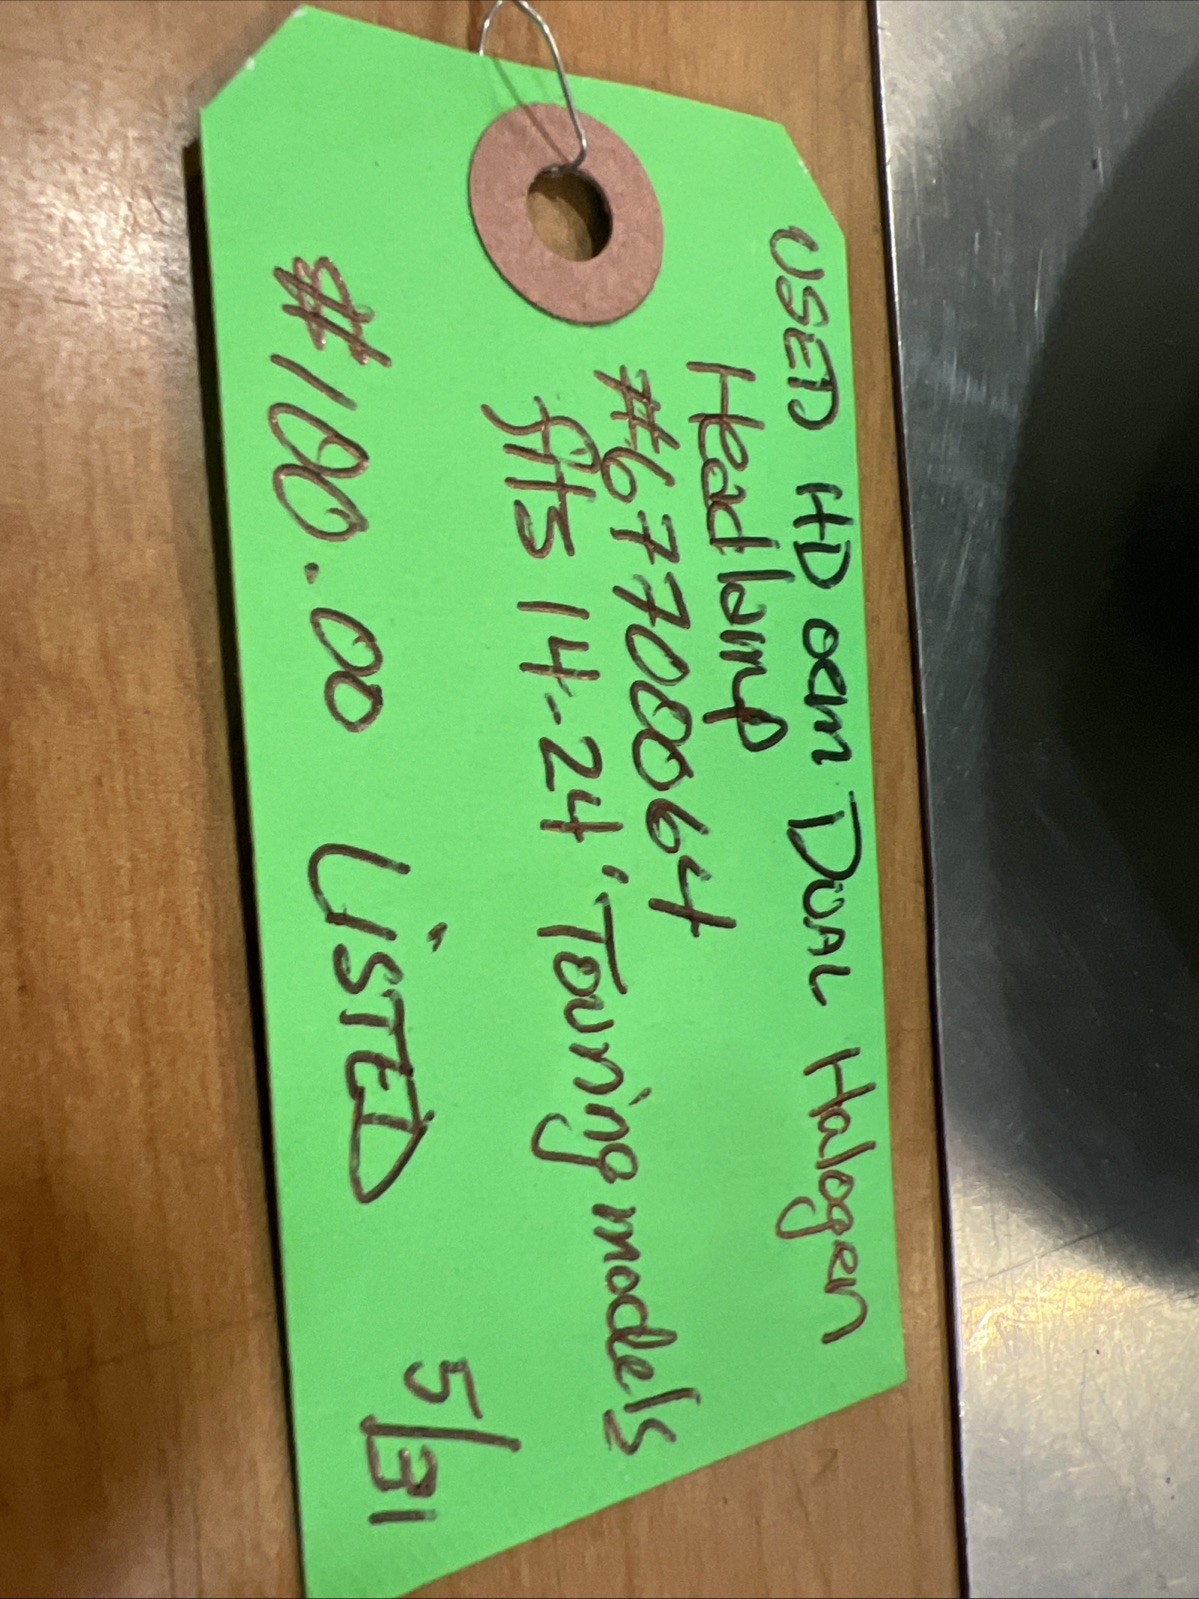 USED HD oem DUAL Halogen
Headlamp
#67700064
fits 14-24' Touring models
$100.00 LiSTED 5/31